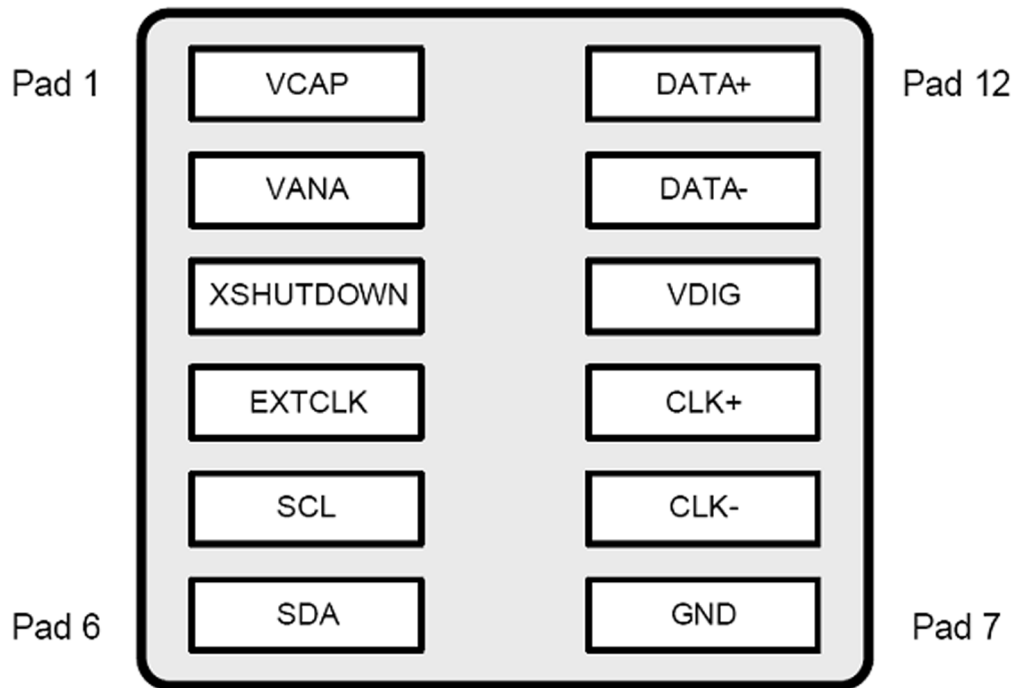 Pad 1
VCAP
DATA+
Pad 12
VANA
DATA-
XSHUTDOWN
VDIG
EXTCLK
CLK+
SCL
CLK-
Pad 6
SDA
GND
Pad 7